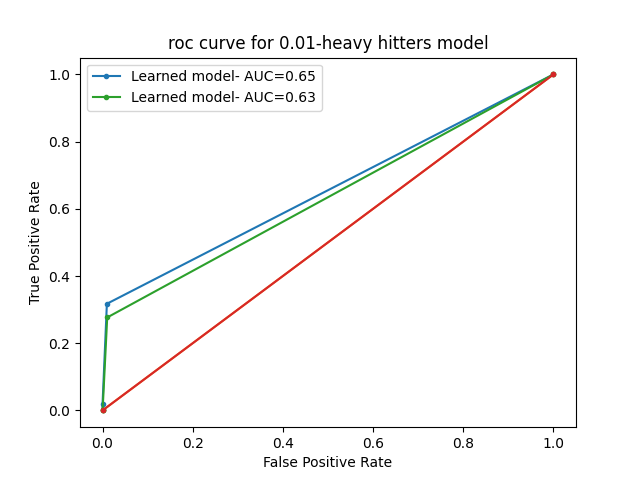 roc curve for 0.01-heavy hitters model
Learned model- AUC=0.65
Learned model- AUC=0.63
True Positive Rate
1.0
0.8
0.6
0.4
0.2
0.0
0.0 0.2 0.4 0.6 0.8 1.0
False Positive Rate